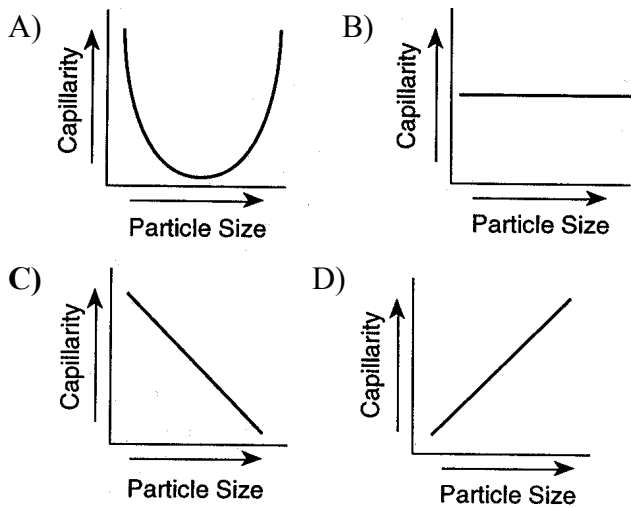 A)
Capillarity
Particle Size
B)
Capillarity
Particle Size
C)
Capillarity
Particle Size
D)
Capillarity
Particle Size